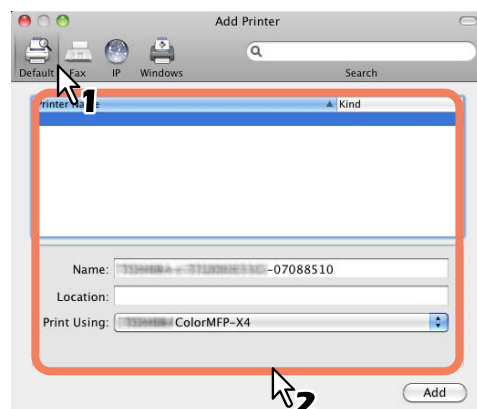 Add Printer
Default Fax IP Windows Search
1
Printer Name Kind
Name: -07088510
Location:
Print Using: ColorMFP-X4
2
Add